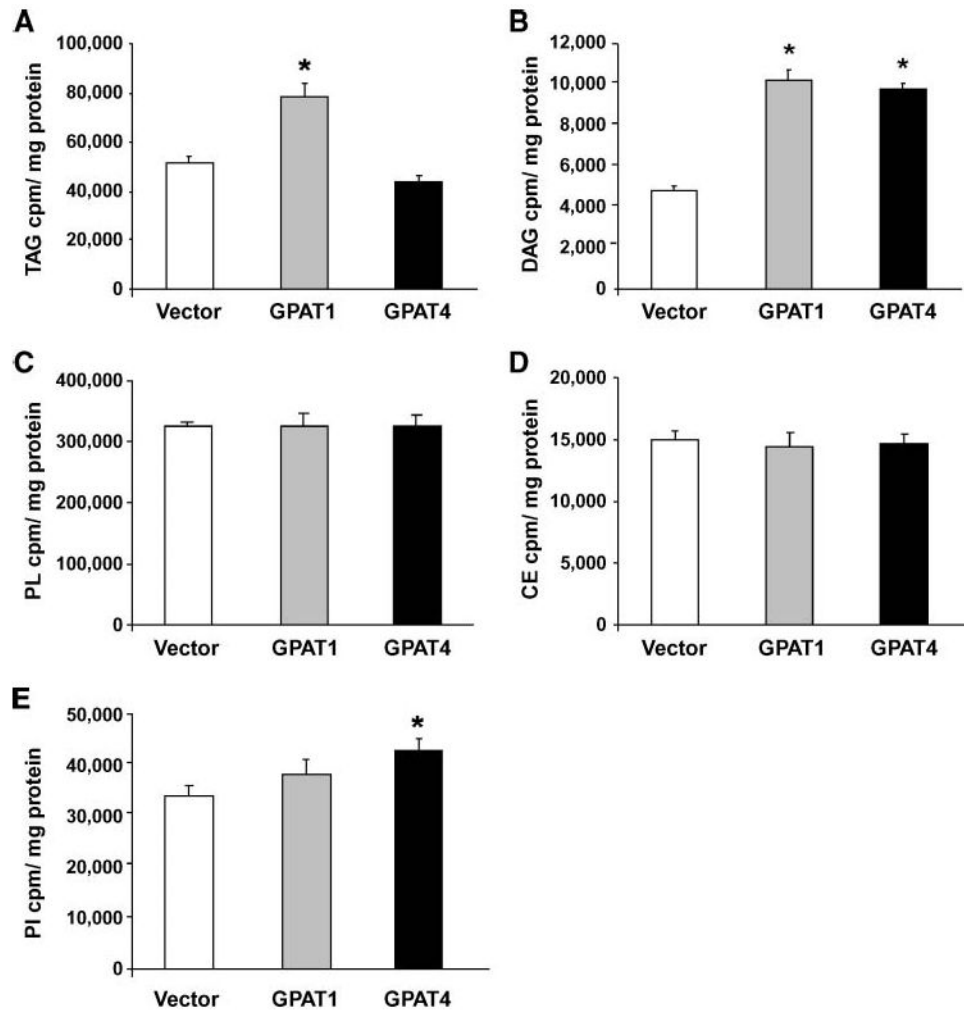 A
TAG cpm/ mg protein
100,000
80,000
60,000
40,000
20,000
0
*
Vector GPAT1 GPAT4
B
DAG cpm/ mg protein
12,000
10,000
8,000
6,000
4,000
2,000
0
* *
Vector GPAT1 GPAT4
C
PL cpm/ mg protein
400,000
300,000
200,000
100,000
0
Vector GPAT1 GPAT4
D
CE cpm/ mg protein
20,000
15,000
10,000
5,000
0
Vector GPAT1 GPAT4
E
PI cpm/ mg protein
50,000
40,000
30,000
20,000
10,000
0
*
Vector GPAT1 GPAT4